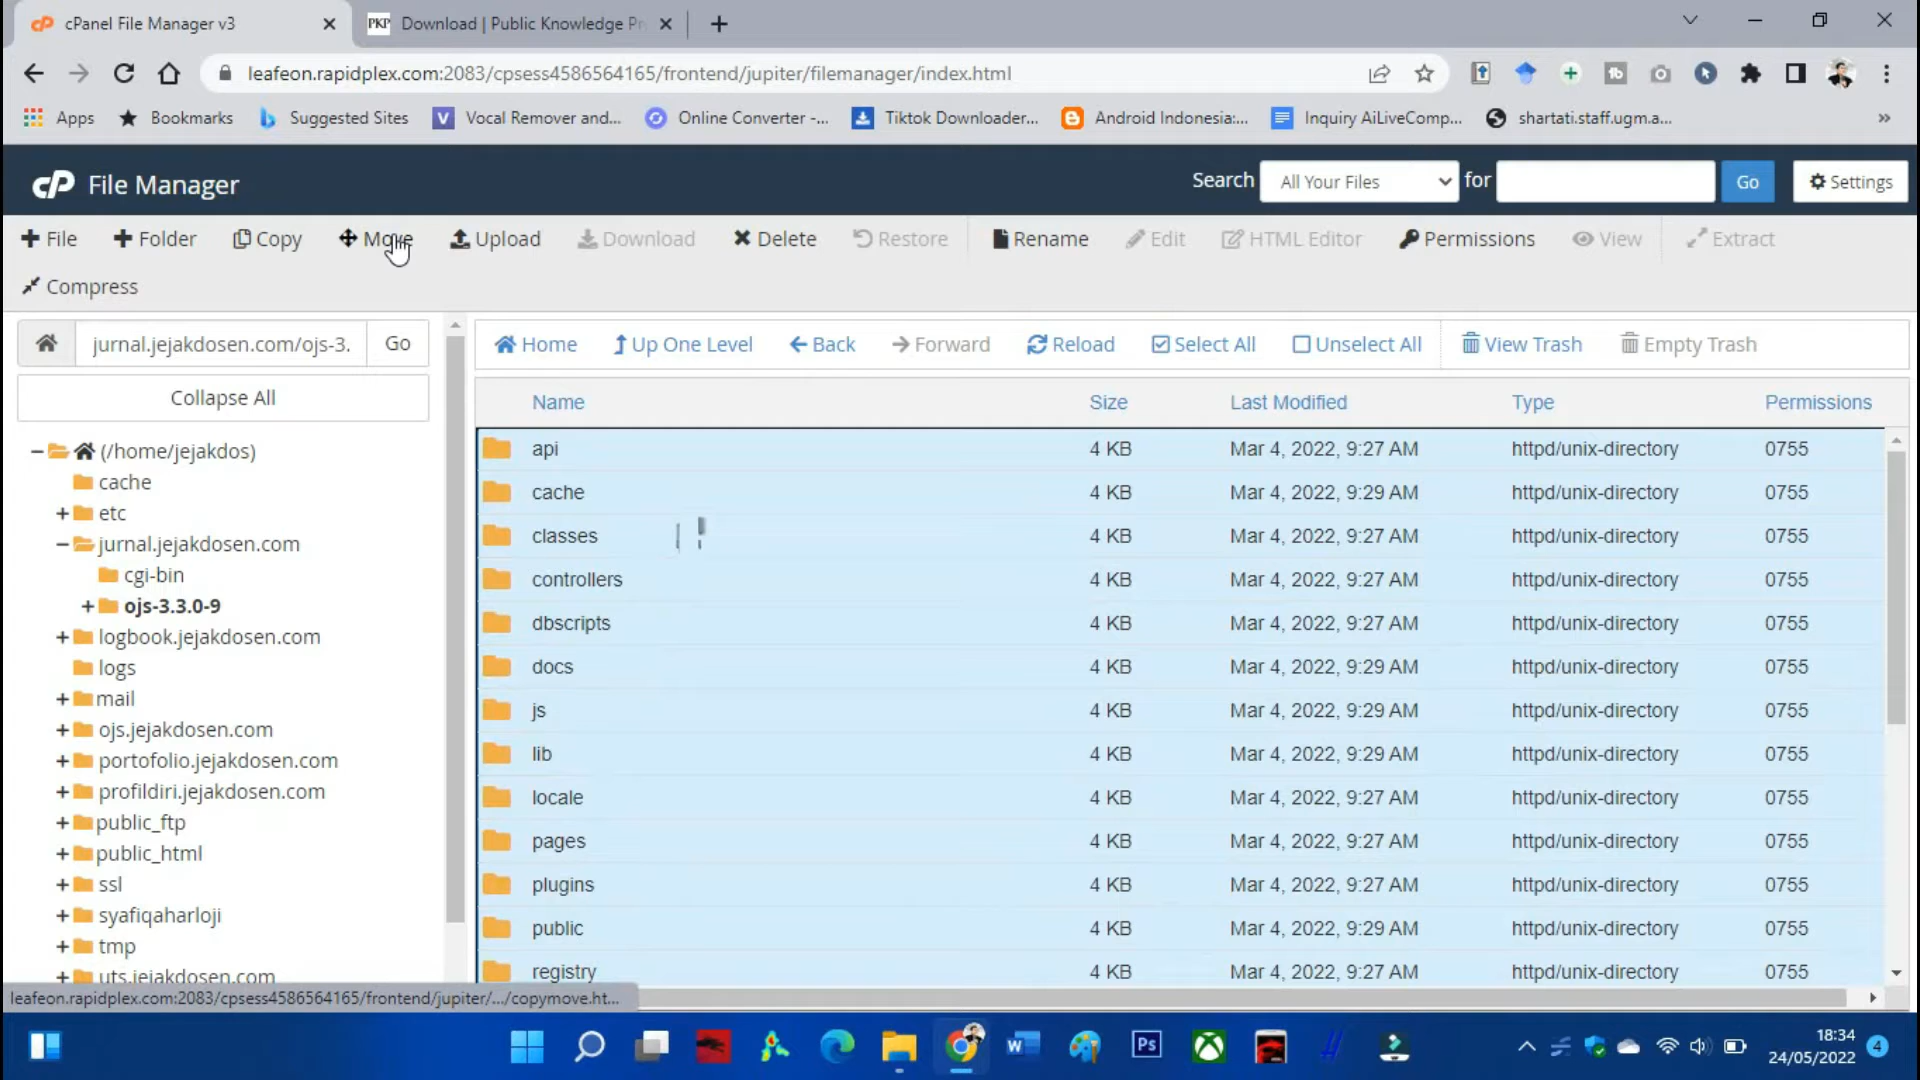 cPanel File Manager v3
Download | Public Knowledge Pr
leafeon.rapidplex.com:2083/cpsess4586564165/frontend/jupiter/filemanager/index.html
Apps Bookmarks Suggested Sites Vocal Remover and... Online Converter -... Tiktok Downloader... Android Indonesia:... Inquiry AiLiveComp... shartati.staff.ugm.a... »
cP File Manager Search All Your Files for Go Settings
File Folder Copy Move Upload Download Delete Restore Rename Edit HTML Editor Permissions View Extract
Compress
jurnal.jejakdosen.com/ojs-3. Go
Home Up One Level Back Forward Reload Select All Unselect All View Trash Empty Trash
Collapse All
(/home/jejakdos)
cache
etc
jurnal.jejakdosen.com
cgi-bin
ojs-3.3.0-9
logbook.jejakdosen.com
logs
mail
ojs.jejakdosen.com
portofolio.jejakdosen.com
profildiri.jejakdosen.com
public_ftp
public_html
ssl
syafiqaharloji
tmp
uts.jejakdosen.com
Name Size Last Modified Type Permissions
api 4 KB Mar 4, 2022, 9:27 AM httpd/unix-directory 0755
cache 4 KB Mar 4, 2022, 9:29 AM httpd/unix-directory 0755
classes 4 KB Mar 4, 2022, 9:27 AM httpd/unix-directory 0755
controllers 4 KB Mar 4, 2022, 9:27 AM httpd/unix-directory 0755
dbscripts 4 KB Mar 4, 2022, 9:27 AM httpd/unix-directory 0755
docs 4 KB Mar 4, 2022, 9:29 AM httpd/unix-directory 0755
js 4 KB Mar 4, 2022, 9:29 AM httpd/unix-directory 0755
lib 4 KB Mar 4, 2022, 9:29 AM httpd/unix-directory 0755
locale 4 KB Mar 4, 2022, 9:27 AM httpd/unix-directory 0755
pages 4 KB Mar 4, 2022, 9:27 AM httpd/unix-directory 0755
plugins 4 KB Mar 4, 2022, 9:27 AM httpd/unix-directory 0755
public 4 KB Mar 4, 2022, 9:29 AM httpd/unix-directory 0755
registry 4 KB Mar 4, 2022, 9:27 AM httpd/unix-directory 0755
leafeon.rapidplex.com:2083/cpsess4586564165/frontend/jupiter/.../copymove.ht...
18:34
24/05/2022
4